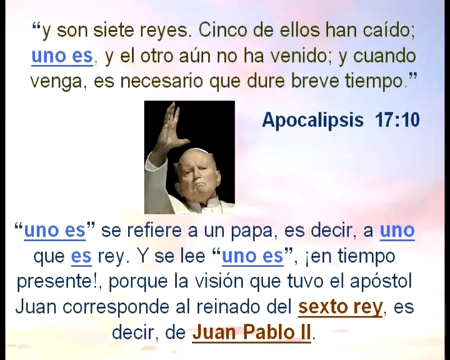 “y son siete reyes. Cinco de ellos han caído;
uno es, y el otro aún no ha venido; y cuando
venga, es necesario que dure breve tiempo.”
Apocalipsis 17:10
“uno es” se refiere a un papa, es decir, a uno
que es rey. Y se lee “uno es”, ¡en tiempo
presente!, porque la visión que tuvo el apóstol
Juan corresponde al reinado del sexto rey, es
decir, de Juan Pablo II.